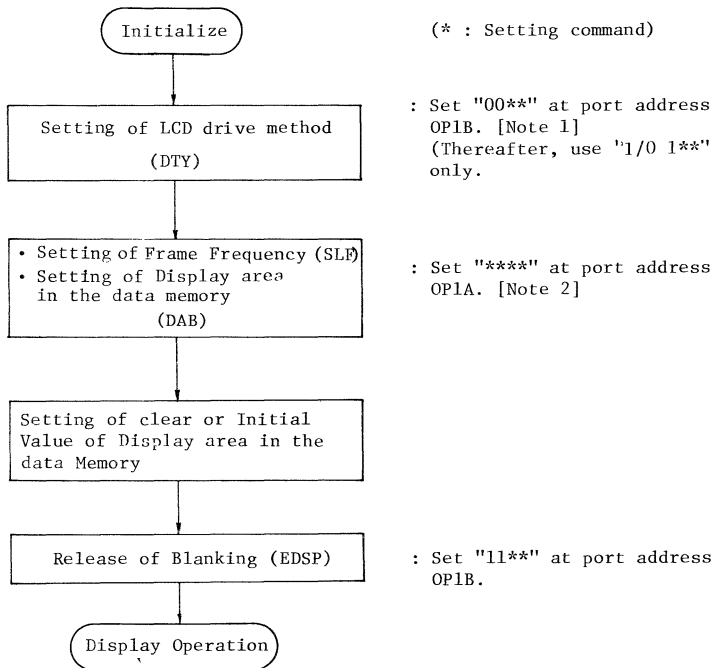 Initialize
(* : Setting command)
Setting of LCD drive method
(DTY)
: Set "00**" at port address
OP1B. [Note 1]
(Thereafter, use "1/0 1**"
only.
• Setting of Frame Frequency (SLF)
• Setting of Display area
in the data memory
(DAB)
: Set "****" at port address
OP1A. [Note 2]
Setting of clear or Initial
Value of Display area in the
data Memory
Release of Blanking (EDSP)
: Set "11**" at port address
OP1B.
Display Operation